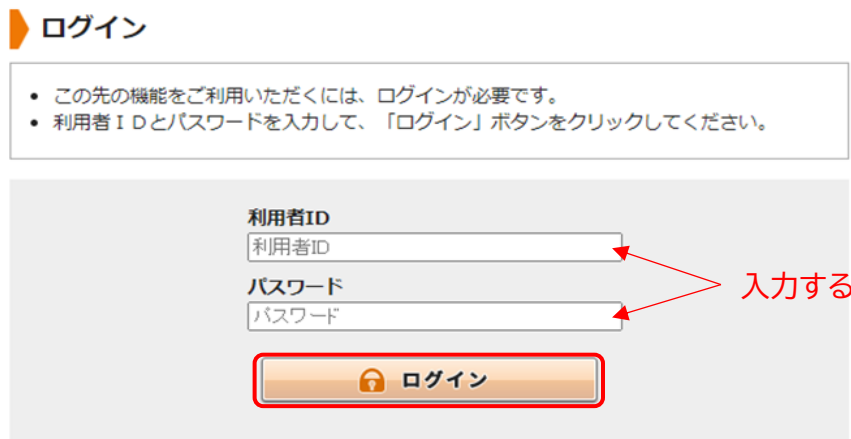 ログイン
• この先の機能をご利用いただくには、ログインが必要です。
• 利用者ＩＤとパスワードを入力して、「ログイン」ボタンをクリックしてください。
利用者ID
利用者ID
入力する
パスワード
パスワード
ログイン